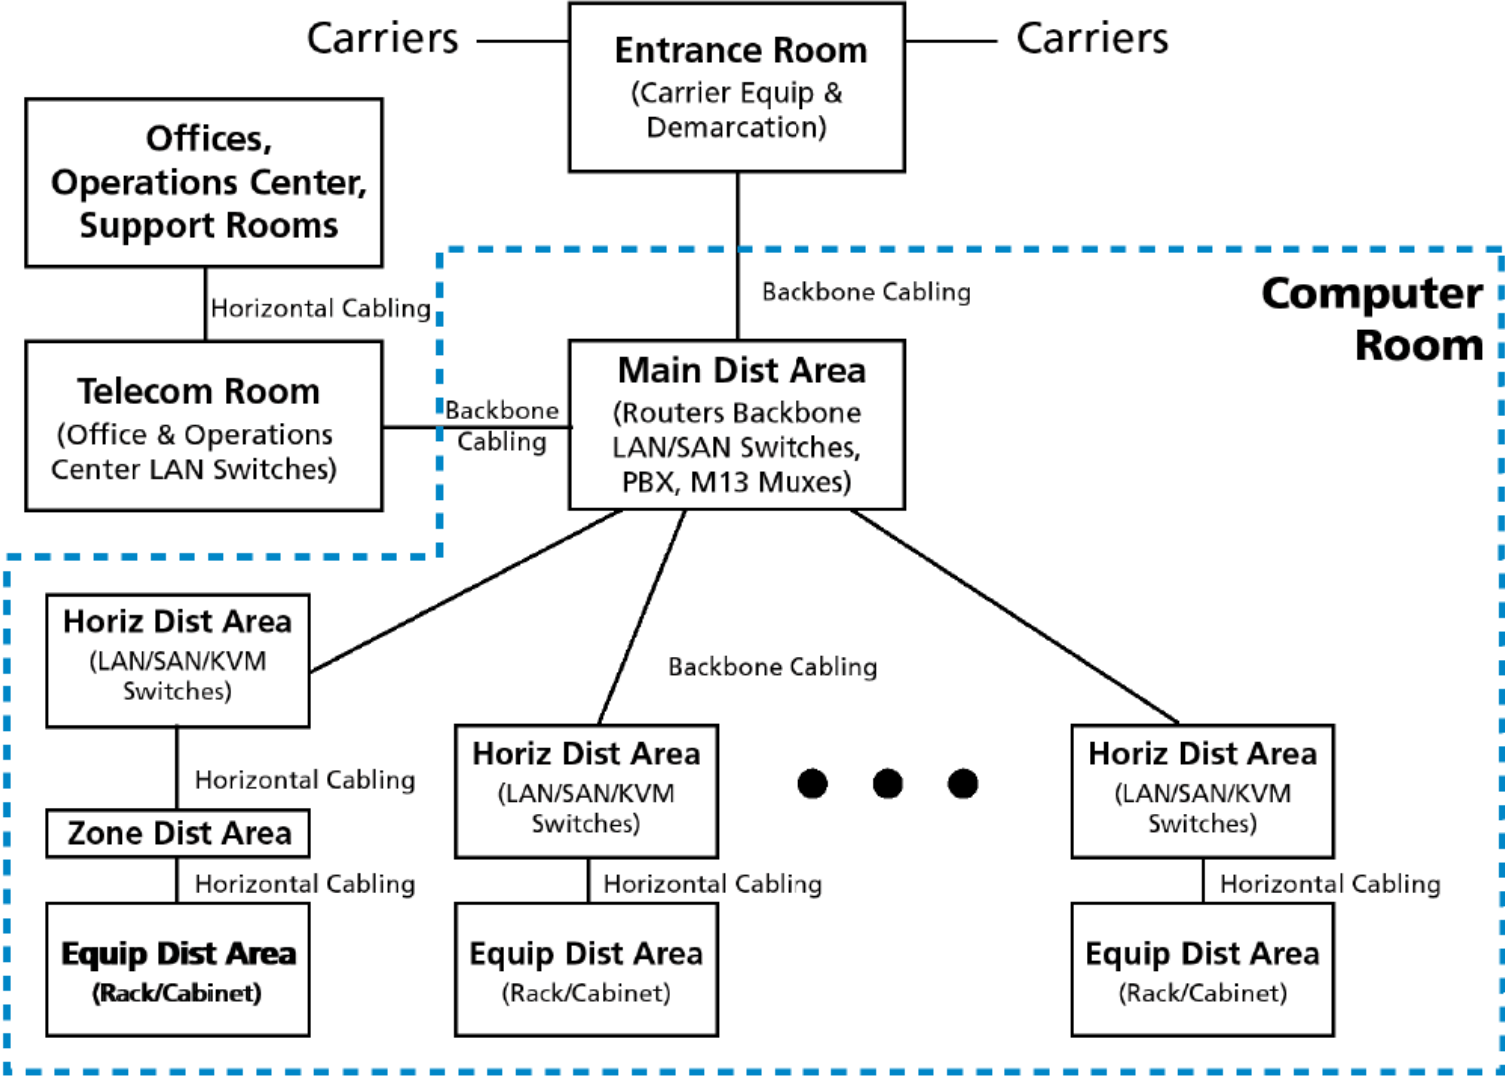 Carriers
Entrance Room
(Carrier Equip &
Demarcation)
Carriers
Offices,
Operations Center,
Support Rooms
Horizontal Cabling
Backbone Cabling
Computer
Room
Telecom Room
(Office & Operations
Center LAN Switches)
Backbone
Cabling
Main Dist Area
(Routers Backbone
LAN/SAN Switches,
PBX, M13 Muxes)
Horiz Dist Area
(LAN/SAN/KVM
Switches)
Backbone Cabling
Horizontal Cabling
Zone Dist Area
Horizontal Cabling
Equip Dist Area
(Rack/Cabinet)
Horiz Dist Area
(LAN/SAN/KVM
Switches)
Horizontal Cabling
Equip Dist Area
(Rack/Cabinet)
Horiz Dist Area
(LAN/SAN/KVM
Switches)
Horizontal Cabling
Equip Dist Area
(Rack/Cabinet)